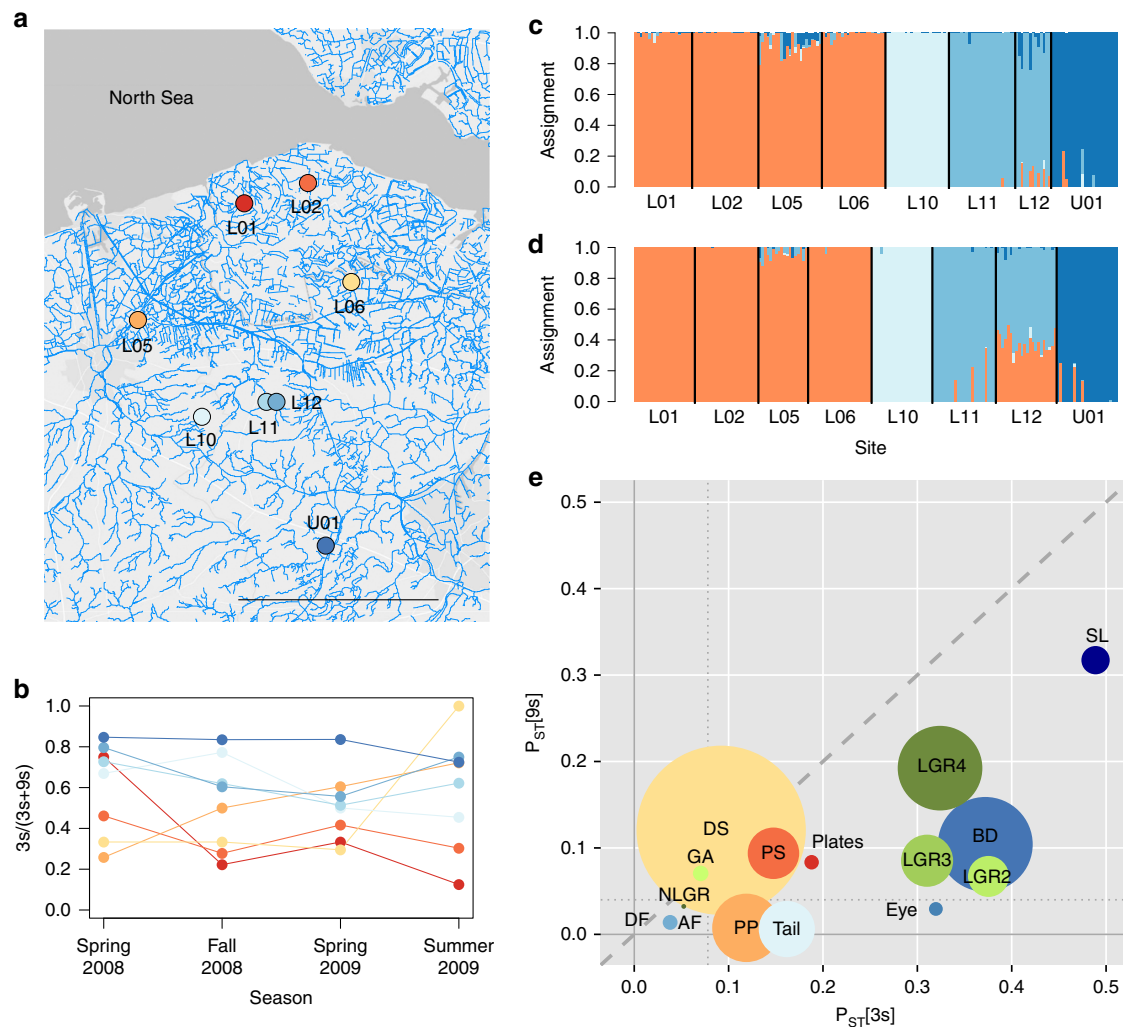 a
North Sea
L01
L02
L06
L05
L12
L11
L10
U01
b
3s/(3s+9s)
1.0
0.8
0.6
0.4
0.2
0.0
Spring 2008
Fall 2008
Spring 2009
Summer 2009
Season
c
Assignment
1.0
0.8
0.6
0.4
0.2
0.0
L01 L02 L05 L06 L10 L11 L12 U01
d
Assignment
1.0
0.8
0.6
0.4
0.2
0.0
L01 L02 L05 L06 L10 L11 L12 U01
Site
e
P_ST[9s]
0.5
0.4
0.3
0.2
0.1
0.0
SL
LGR4
DS
BD
PS
Plates
GA
LGR3
LGR2
NLGR
Eye
DF
AF
PP
Tail
0.0 0.1 0.2 0.3 0.4 0.5
P_ST[3s]